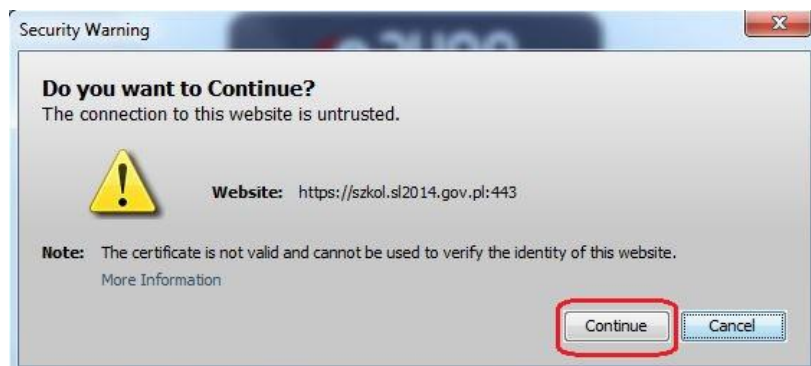 Security Warning
Do you want to Continue?
The connection to this website is untrusted.
Website: https://szkol.sl2014.gov.pl:443
Note: The certificate is not valid and cannot be used to verify the identity of this website.
More Information
Continue Cancel